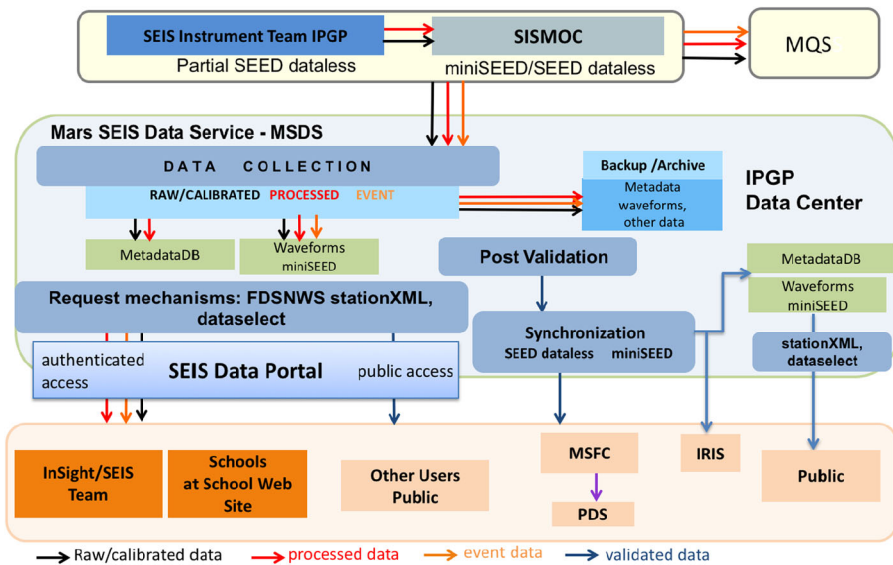 SEIS Instrument Team IPGP
SISMOC
Partial SEED dataless
miniSEED/SEED dataless
MQS
Mars SEIS Data Service - MSDS
DATA COLLECTION
RAW/CALIBRATED PROCESSED EVENT
Backup /Archive
Metadata
waveforms,
other data
IPGP
Data Center
MetadataDB
Waveforms
miniSEED
Post Validation
MetadataDB
Waveforms
miniSEED
Request mechanisms: FDSNWS stationXML,
dataselect
Synchronization
SEED dataless miniSEED
stationXML,
dataselect
authenticated
access
SEIS Data Portal
public access
InSight/SEIS
Team
Schools
at School Web
Site
Other Users
Public
MSFC
PDS
IRIS
Public
Raw/calibrated data
processed data
event data
validated data